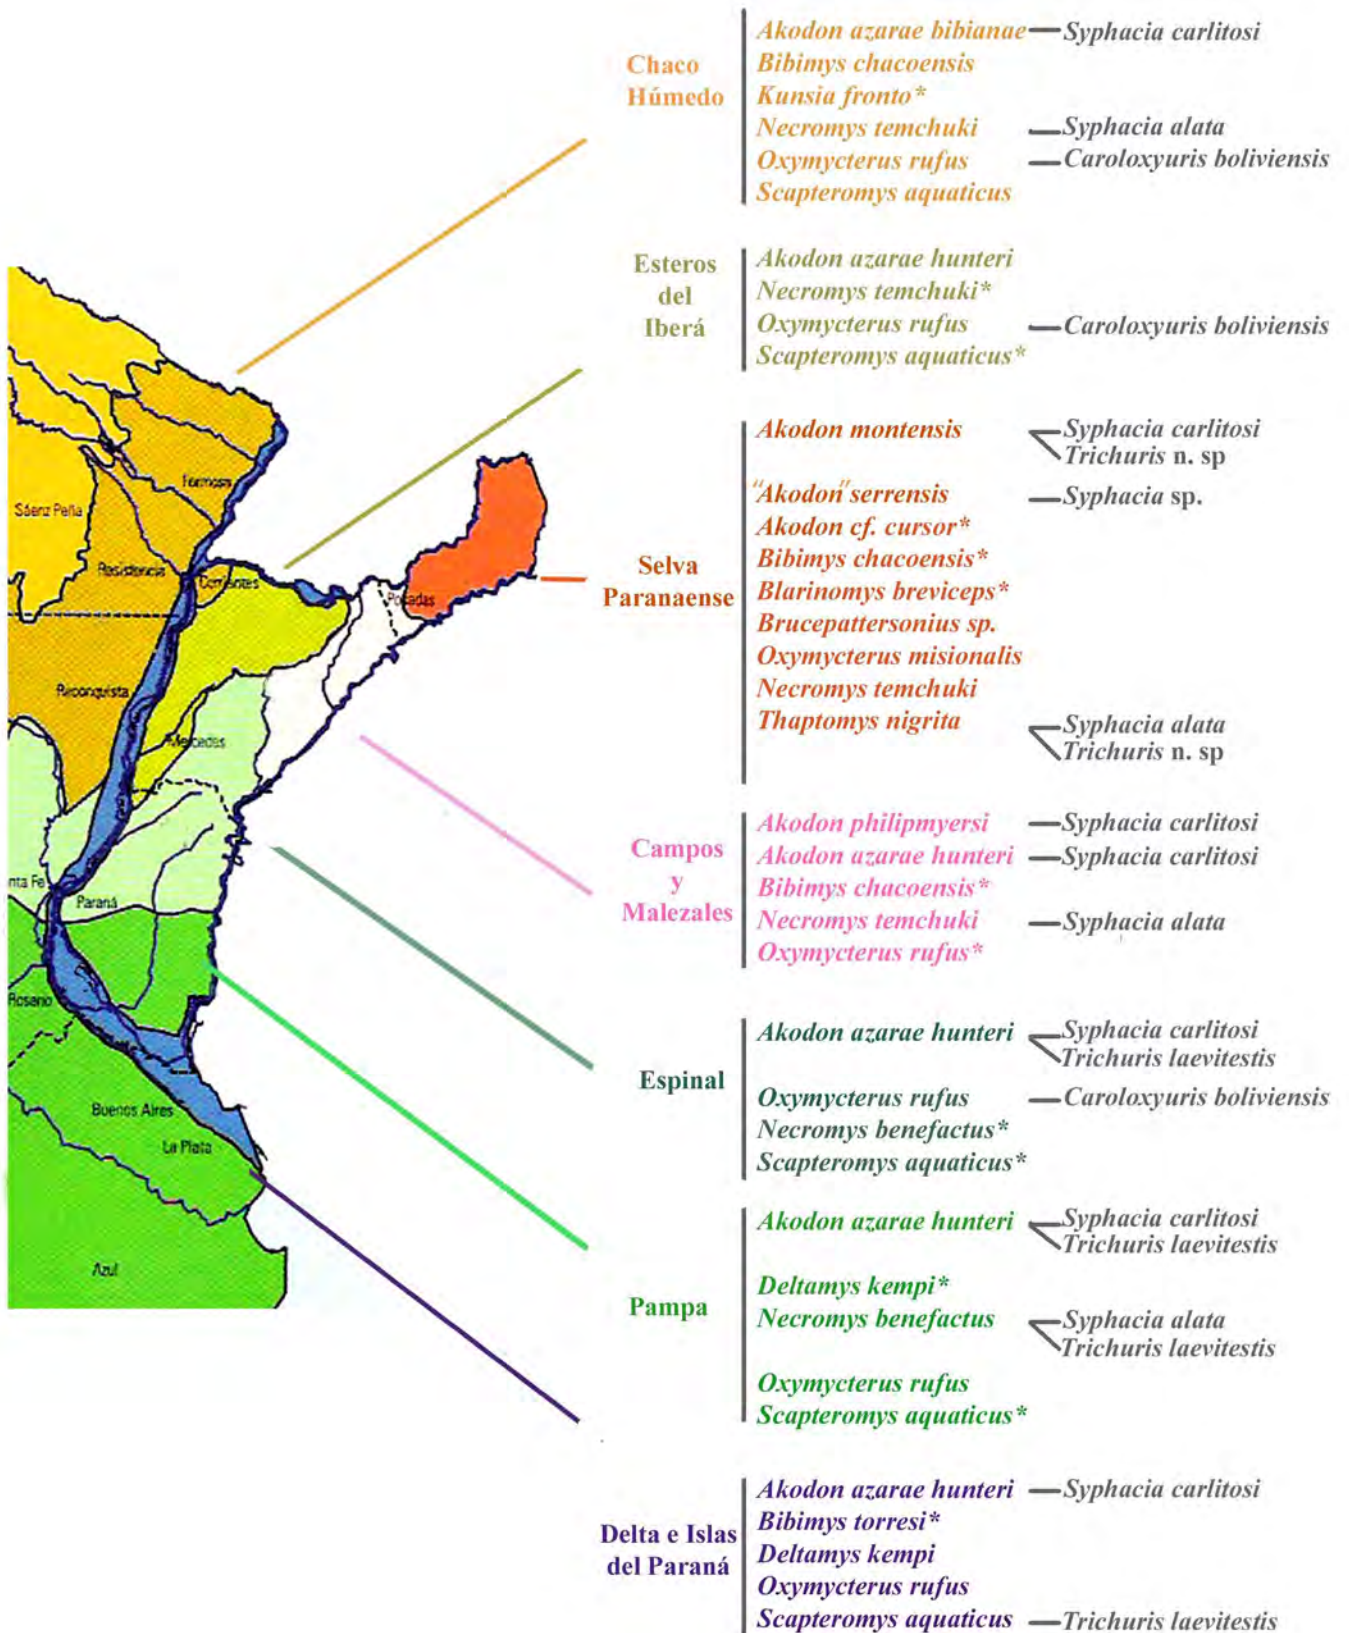 Akodon azarae bibianae — Syphacia carlitosi
Chaco Húmedo
Bibimys chacoensis
Kunsia fronto*
Necromys temchuki — Syphacia alata
Oxymycterus rufus — Caroloxyuris boliviensis
Scapteromys aquaticus
Esteros del Iberá
Akodon azarae hunteri
Necromys temchuki*
Oxymycterus rufus — Caroloxyuris boliviensis
Scapteromys aquaticus*
Selva Paranaense
Akodon montensis — Syphacia carlitosi
Trichuris n. sp
"Akodon" serrensis — Syphacia sp.
Akodon cf. cursor*
Bibimys chacoensis*
Blarinomys breviceps*
Brucepattersonius sp.
Oxymycterus misionalis
Necromys temchuki
Thaptomys nigrita — Syphacia alata
Trichuris n. sp
Campos y Malezales
Akodon philipmyersi — Syphacia carlitosi
Akodon azarae hunteri — Syphacia carlitosi
Bibimys chacoensis*
Necromys temchuki — Syphacia alata
Oxymycterus rufus*
Espinal
Akodon azarae hunteri — Syphacia carlitosi
Trichuris laevitestis
Oxymycterus rufus — Caroloxyuris boliviensis
Necromys benefactus*
Scapteromys aquaticus*
Pampa
Akodon azarae hunteri — Syphacia carlitosi
Trichuris laevitestis
Deltamys kempi*
Necromys benefactus — Syphacia alata
Trichuris laevitestis
Oxymycterus rufus
Scapteromys aquaticus*
Delta e Islas del Paraná
Akodon azarae hunteri — Syphacia carlitosi
Bibimys torresi*
Deltamys kempi
Oxymycterus rufus
Scapteromys aquaticus — Trichuris laevitestis
Formosa
Sáenz Peña
Resistencia
Corrientes
Posadas
Reconquista
Mercedes
nta Fe
Paraná
Rosario
Buenos Aires
La Plata
Azul